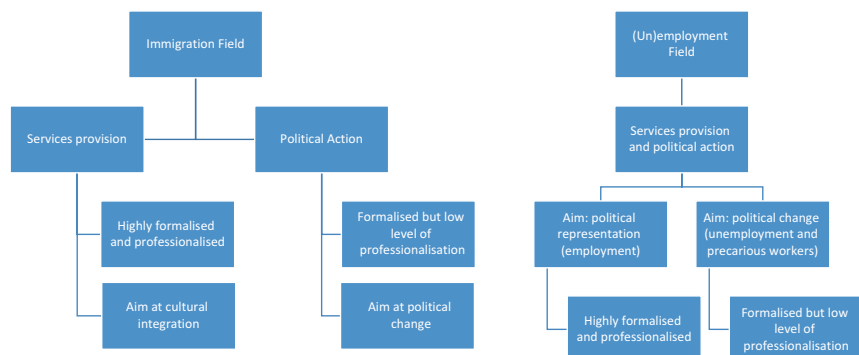 Immigration Field
Services provision
Political Action
Highly formalised
and professionalised
Formalised but low
level of
professionalisation
Aim at cultural
integration
Aim at political
change
(Un)employment
Field
Services provision
and political action
Aim: political
representation
(employment)
Aim: political change
(unemployment and
precarious workers)
Highly formalised
and professionalised
Formalised but low
level of
professionalisation